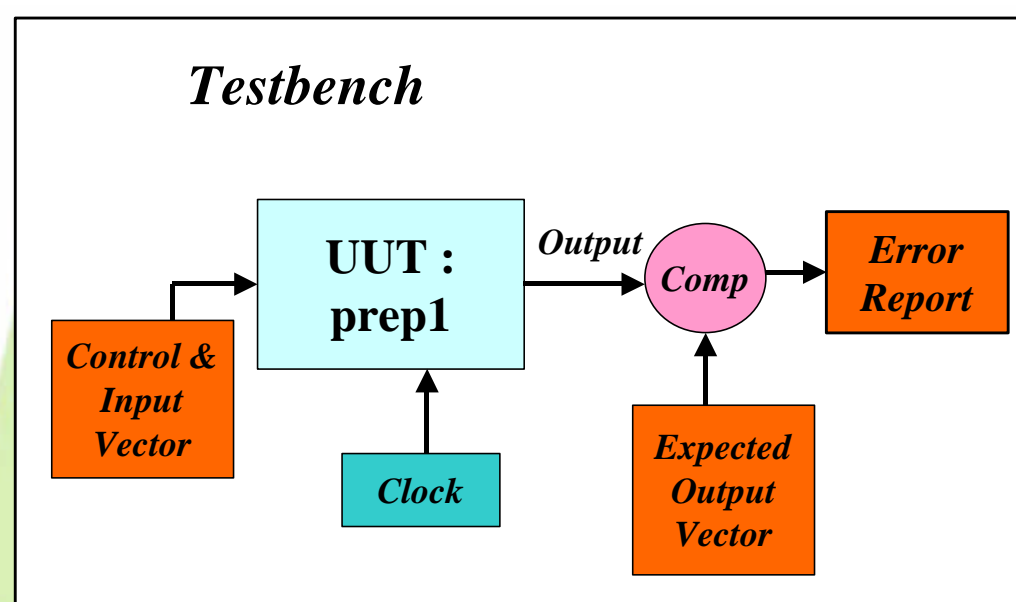 Testbench
UUT :
prep1
Output
Comp
Error
Report
Control &
Input
Vector
Clock
Expected
Output
Vector